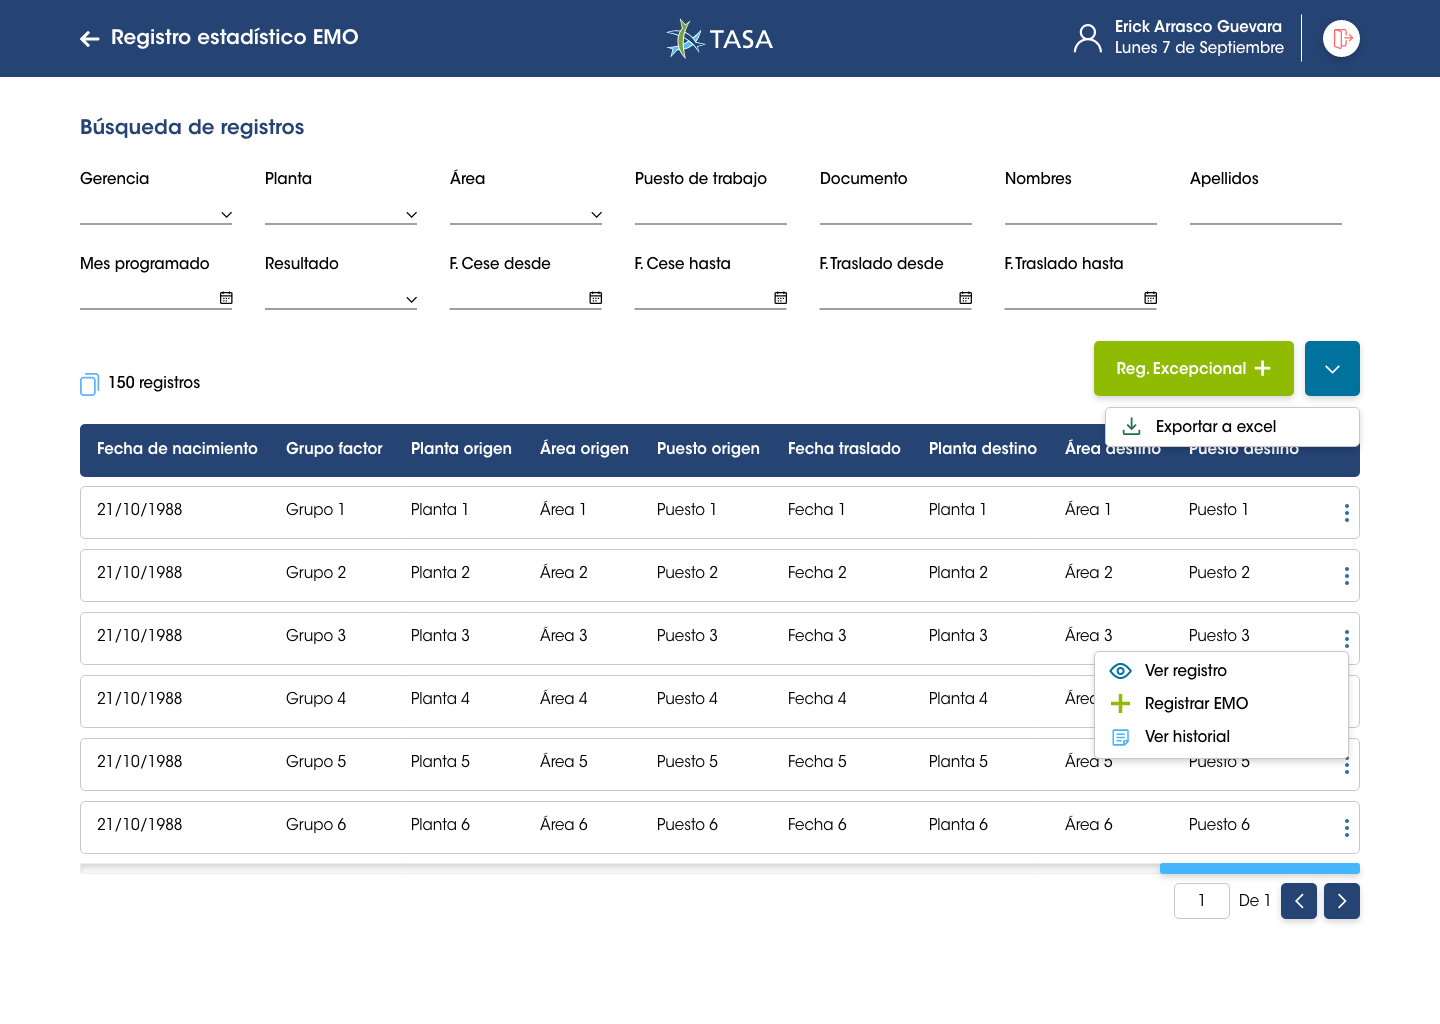 Registro estadístico EMO
TASA
Erick Arrasco Guevara
Lunes 7 de Septiembre
Búsqueda de registros
Gerencia Planta Área Puesto de trabajo Documento Nombres Apellidos
Mes programado Resultado F. Cese desde F. Cese hasta F. Traslado desde F. Traslado hasta
150 registros
Reg. Excepcional
Exportar a excel
Fecha de nacimiento Grupo factor Planta origen Área origen Puesto origen Fecha traslado Planta destino Área destino Puesto destino
21/10/1988 Grupo 1 Planta 1 Área 1 Puesto 1 Fecha 1 Planta 1 Área 1 Puesto 1
21/10/1988 Grupo 2 Planta 2 Área 2 Puesto 2 Fecha 2 Planta 2 Área 2 Puesto 2
21/10/1988 Grupo 3 Planta 3 Área 3 Puesto 3 Fecha 3 Planta 3 Área 3 Puesto 3
Ver registro
21/10/1988 Grupo 4 Planta 4 Área 4 Puesto 4 Fecha 4 Planta 4 Área
Registrar EMO
Ver historial
21/10/1988 Grupo 5 Planta 5 Área 5 Puesto 5 Fecha 5 Planta 5 Área 5 Puesto 5
21/10/1988 Grupo 6 Planta 6 Área 6 Puesto 6 Fecha 6 Planta 6 Área 6 Puesto 6
1 De 1